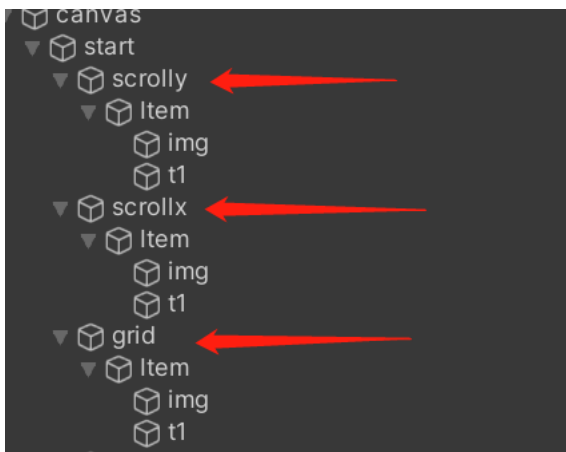 canvas
start
scrolly
Item
img
t1
scrollx
Item
img
t1
grid
Item
img
t1